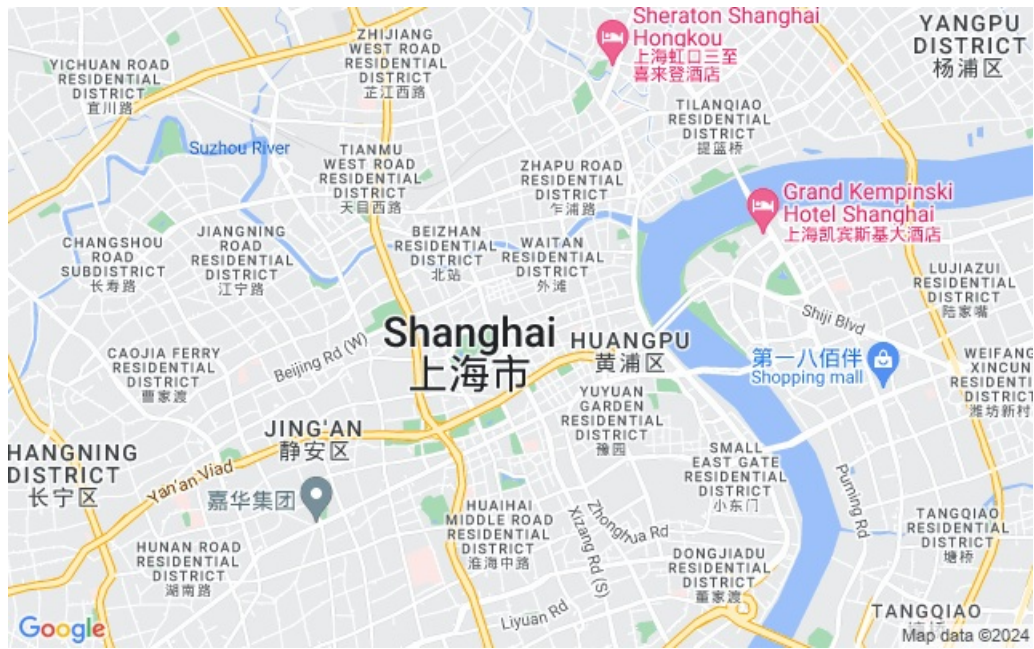 Sheraton Shanghai
Hongkou
上海虹口三至
喜来登酒店
YANGPU
DISTRICT
杨浦区
ZHIJIANG
WEST ROAD
RESIDENTIAL
DISTRICT
芷江西路
YICHUAN ROAD
RESIDENTIAL
DISTRICT
宜川路
TILANQIAO
RESIDENTIAL
DISTRICT
提篮桥
Suzhou River
TIANMU
WEST ROAD
RESIDENTIAL
DISTRICT
天目西路
ZHAPU ROAD
RESIDENTIAL
DISTRICT
乍浦路
Grand Kempinski
Hotel Shanghai
上海凯宾斯基大酒店
CHANGSHOU
ROAD
SUBDISTRICT
长寿路
JIANGNING
ROAD
RESIDENTIAL
DISTRICT
江宁路
BEIZHAN
RESIDENTIAL
DISTRICT
北站
WAITAN
RESIDENTIAL
DISTRICT
外滩
LUJIAZUI
RESIDENTIAL
DISTRICT
陆家嘴
Shiji Blvd
Shanghai
上海市
HUANGPU
黄浦区
Beijing Rd (W)
CAOJIA FERRY
RESIDENTIAL
DISTRICT
曹家渡
第一八佰伴
Shopping mall
WEIFANG
XINCUN
RESIDENTI
DISTRICT
潍坊新村
YUYUAN
GARDEN
RESIDENTIAL
DISTRICT
豫园
JING'AN
静安区
HANGNING
DISTRICT
长宁区
Yan'an Viad
嘉华集团
SMALL
EAST GATE
RESIDENTIAL
DISTRICT
小东门
Puming Rd
HUAIHAI
MIDDLE ROAD
RESIDENTIAL
DISTRICT
淮海中路
Xizang Rd (S)
Zhonghua Rd
TANGQIAO
RESIDENTIAL
DISTRICT
塘桥
HUNAN ROAD
RESIDENTIAL
DISTRICT
湖南路
DONGJIADU
RESIDENTIAL
DISTRICT
董家渡
Liyuan Rd
TANGQIAO
Google
Map data ©2024